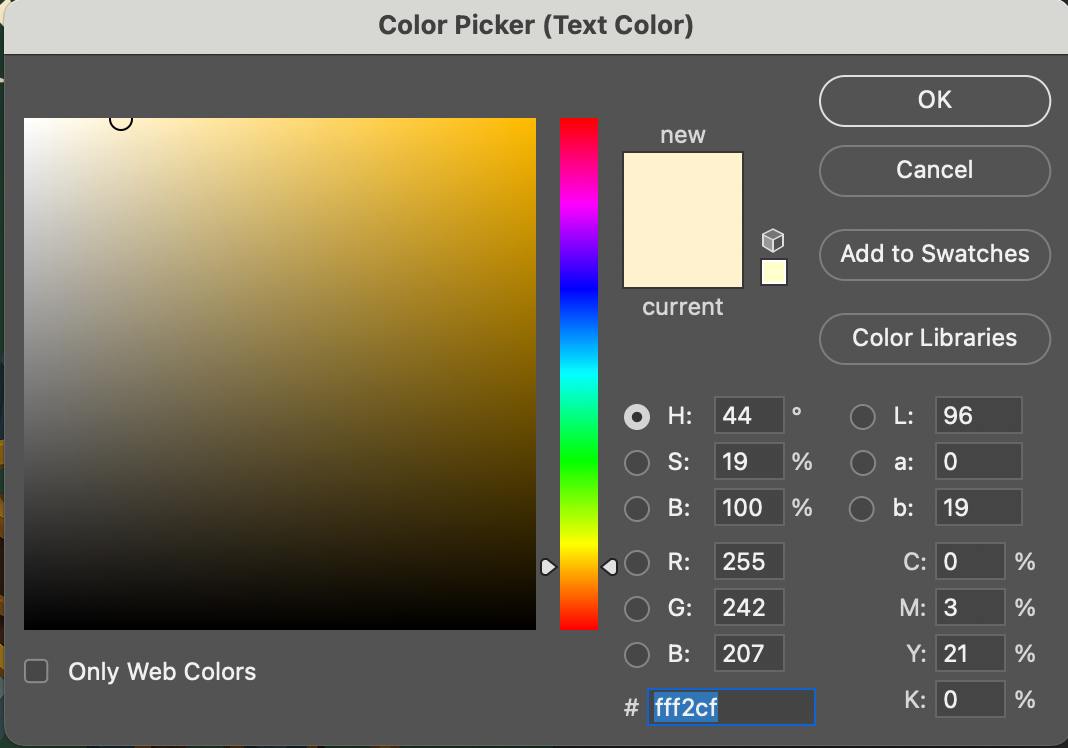 Color Picker (Text Color)
new
current
OK
Cancel
Add to Swatches
Color Libraries
H: 44 °
S: 19 %
B: 100 %
R: 255
G: 242
B: 207
# fff2cf
L: 96
a: 0
b: 19
C: 0 %
M: 3 %
Y: 21 %
K: 0 %
Only Web Colors